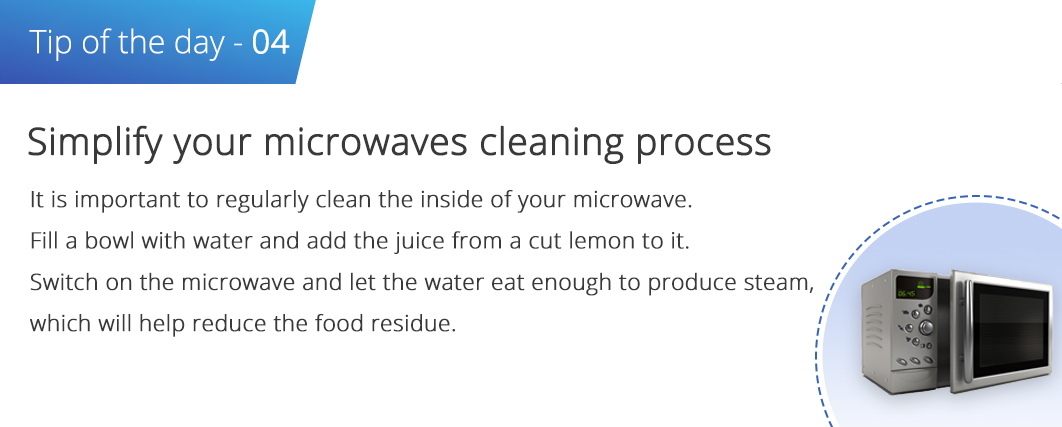 Tip of the day - 04
Simplify your microwaves cleaning process
It is important to regularly clean the inside of your microwave.
Fill a bowl with water and add the juice from a cut lemon to it.
Switch on the microwave and let the water eat enough to produce steam,
which will help reduce the food residue.
06:45